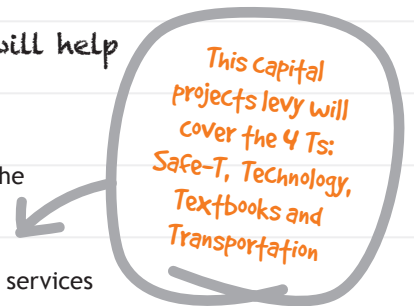 will help
This capital
projects levy will
cover the 4 Ts:
Safe-T, Technology,
Textbooks and
Transportation
he
services